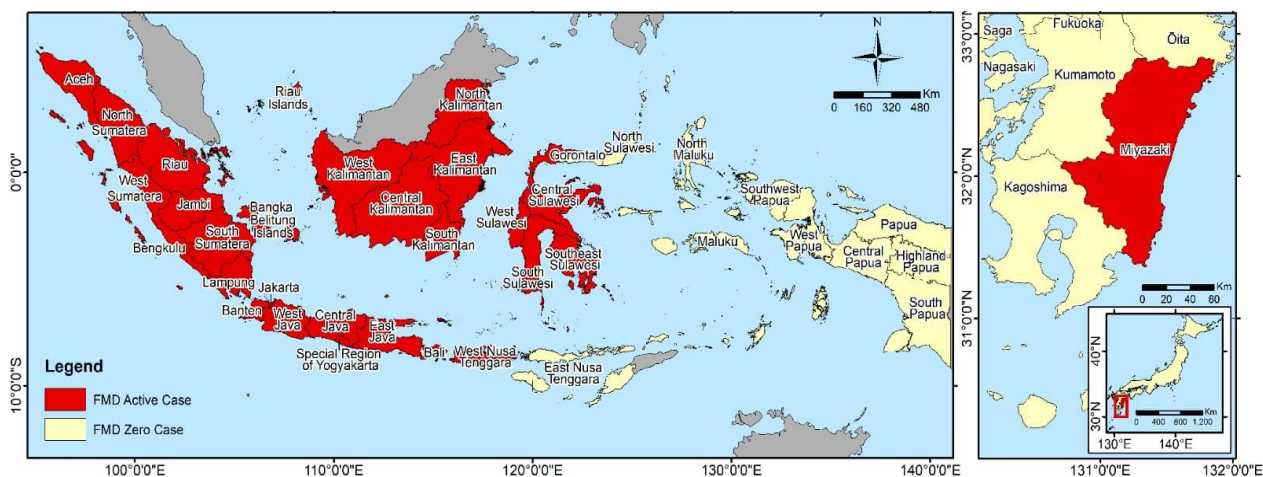 Aceh
North
Sumatera
Riau
Islands
Riau
West
Sumatera
Jambi
Bangka
Belitung
Islands
South
Sumatera
Bengkulu
Lampung
Jakarta
Banten
West
Java
Central
Java
East
Java
Special Region
of Yogyakarta
Bali
West Nusa
Tenggara
East Nusa
Tenggara
North
Kalimantan
West
Kalimantan
East
Kalimantan
Central
Kalimantan
South
Kalimantan
North
Sulawesi
Gorontalo
Central
Sulawesi
West
Sulawesi
Southeast
Sulawesi
South
Sulawesi
North
Maluku
Maluku
Southwest
Papua
West
Papua
Papua
Central
Papua
Highland
Papua
South
Papua
N
Km
0 160 320 480
0°0'0"
10°0'0"S
100°0'0"E
110°0'0"E
120°0'0"E
130°0'0"E
140°0'0"E
Legend
FMD Active Case
FMD Zero Case
Saga
Fukuoka
Ōita
Nagasaki
Kumamoto
Miyazaki
Kagoshima
33°0'0"N
32°0'0"N
31°0'0"N
Km
0 20 40 60
131°0'0"E
132°0'0"E
40°N
30°N
Km
0 400 800 1,200
130°E
140°E